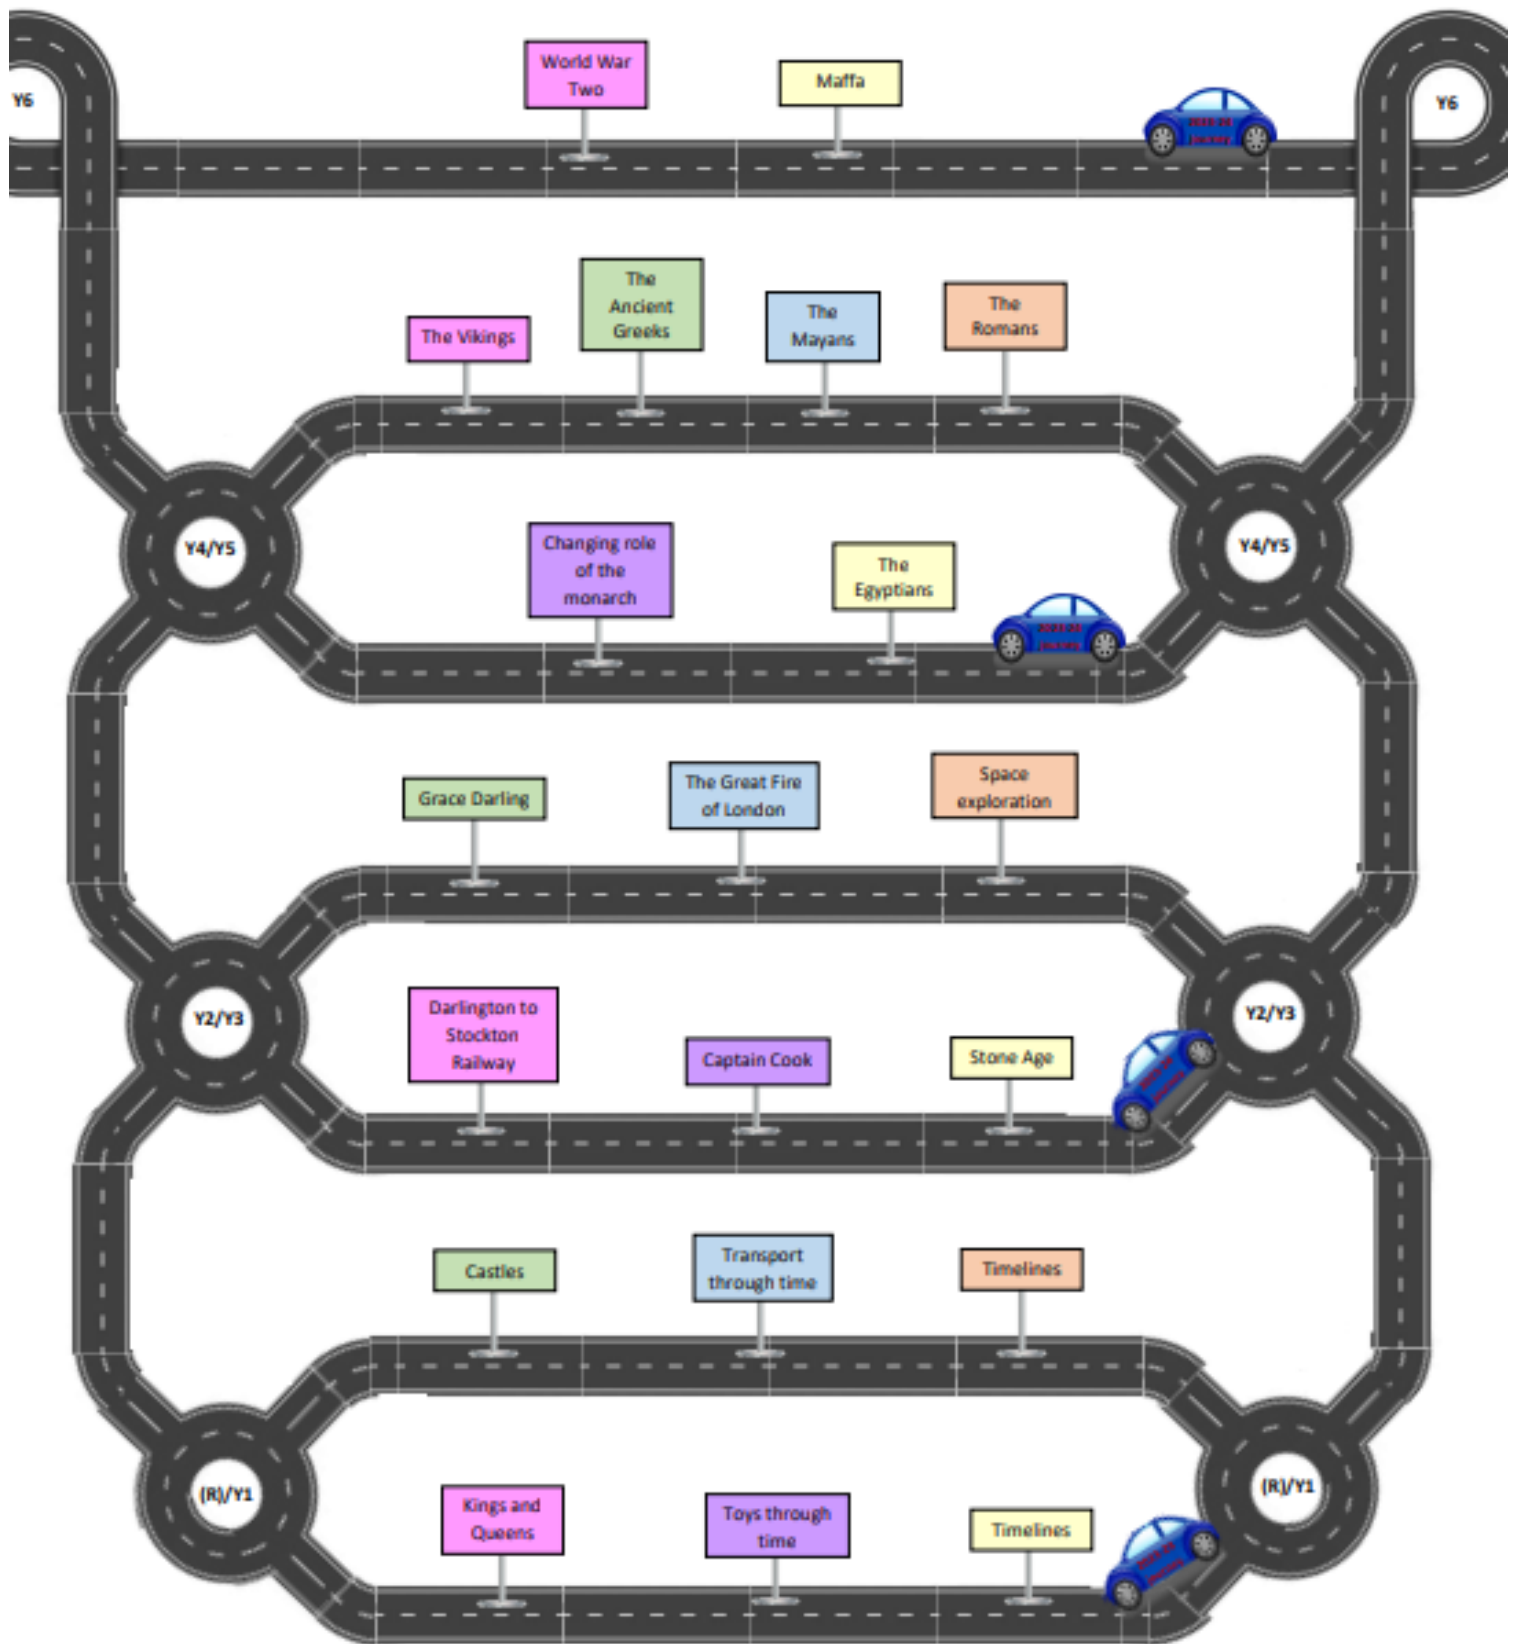 World War
Two
Maffa
Y6
Y6
The Vikings
The
Ancient
Greeks
The
Mayans
The
Romans
Y4/Y5
Y4/Y5
Changing role
of the
monarch
The
Egyptians
Grace Darling
The Great Fire
of London
Space
exploration
Y2/Y3
Y2/Y3
Darlington to
Stockton
Railway
Captain Cook
Stone Age
Castles
Transport
through time
Timelines
(R)/Y1
(R)/Y1
Kings and
Queens
Toys through
time
Timelines